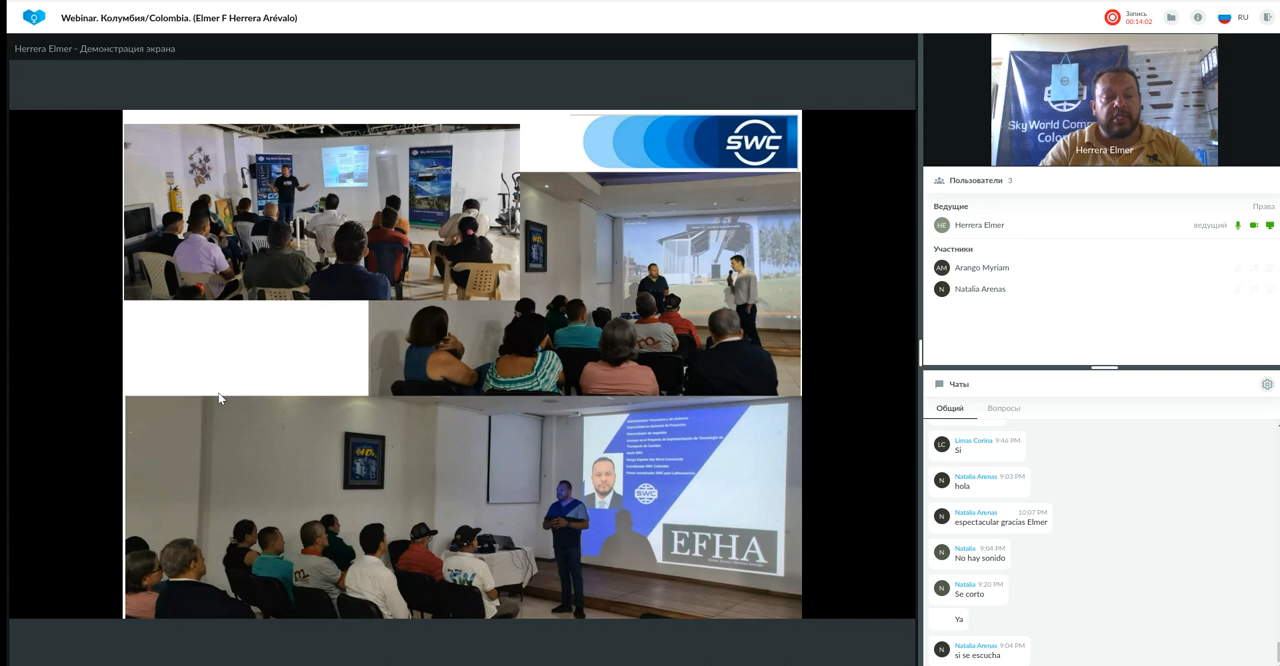 Webinar. Колумбия/Colombia. (Elmer F Herrera Arévalo)
Запись
00:14:02
RU
Herrera Elmer - Демонстрация экрана
SWC
SWC
EFHA
Sky World Comm
Colo
Herrera Elmer
Пользователи 3
Ведущие Права
HE Herrera Elmer ведущий
Участники
AM Arango Myriam
N Natalia Arenas
Чаты
Общий Вопросы
LC Limas Corina 9:46 PM
Si
N Natalia Arenas 9:03 PM
hola
N Natalia Arenas 10:07 PM
espectacular gracias Elmer
N Natalia 9:04 PM
No hay sonido
N Natalia 9:20 PM
Se corto
Ya
N Natalia Arenas 9:04 PM
si se escucha